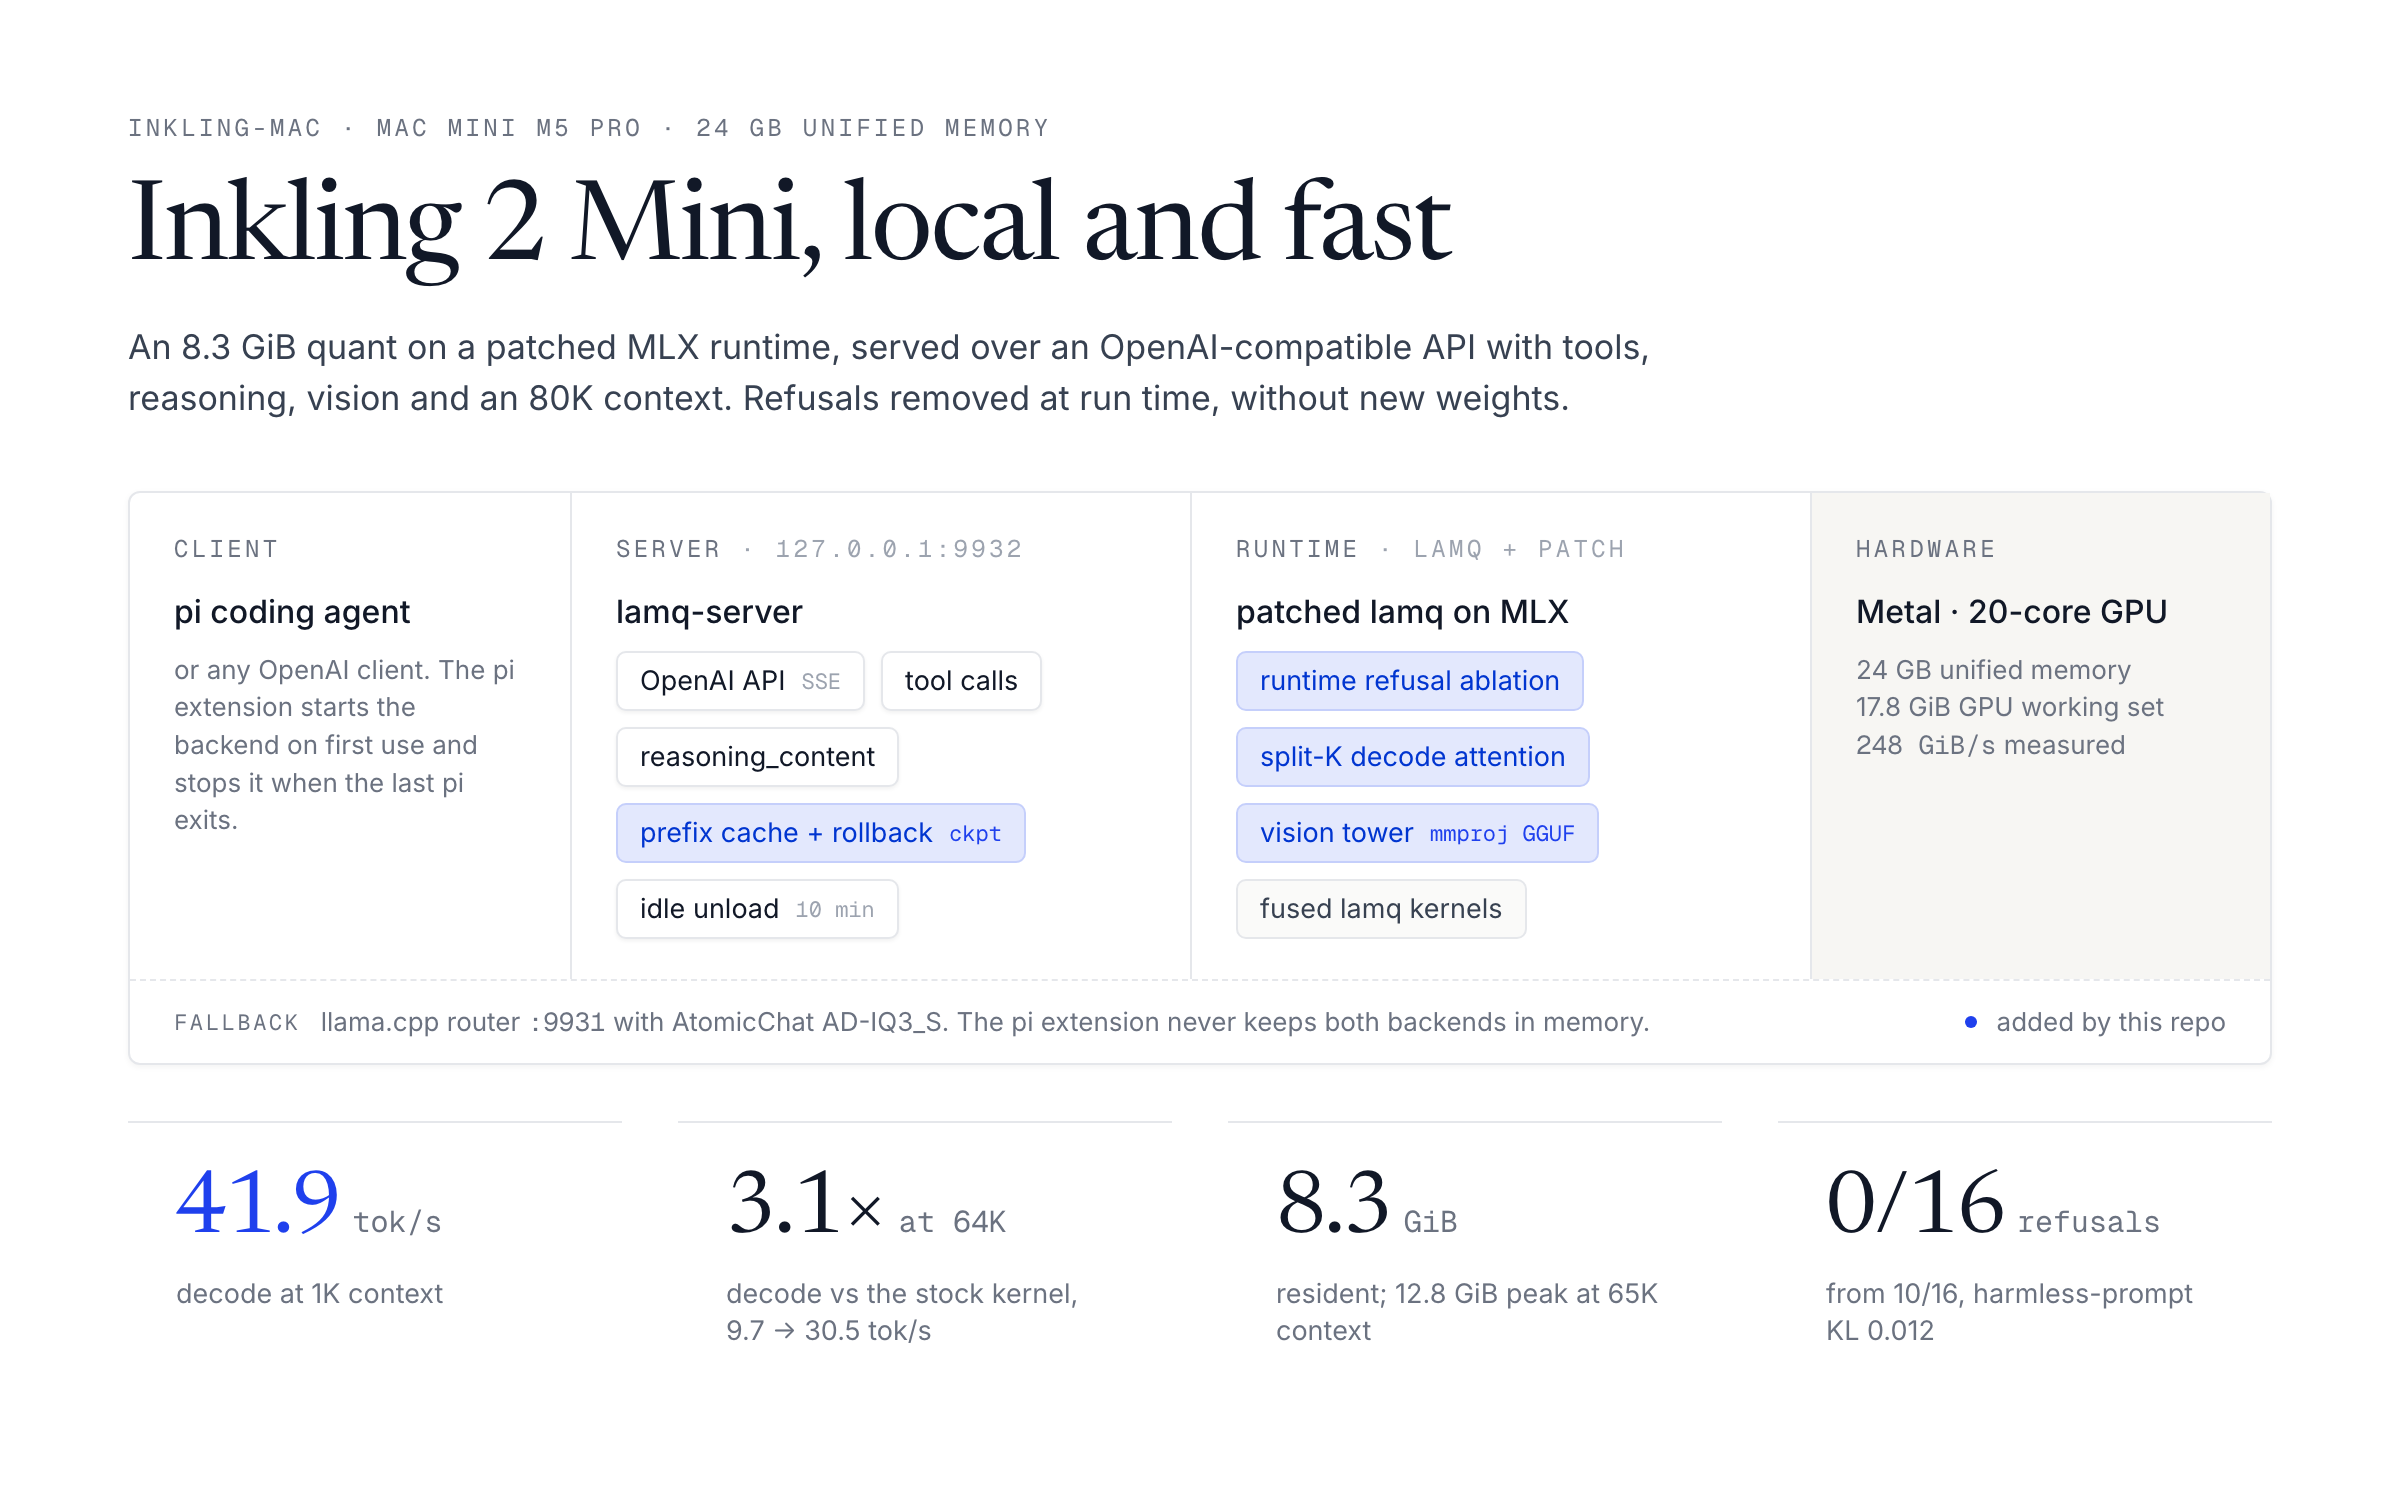 INKLING-MAC · MAC MINI M5 PRO · 24 GB UNIFIED MEMORY
Inkling 2 Mini, local and fast
An 8.3 GiB quant on a patched MLX runtime, served over an OpenAI-compatible API with tools,
reasoning, vision and an 80K context. Refusals removed at run time, without new weights.
CLIENT
pi coding agent
or any OpenAI client. The pi
extension starts the
backend on first use and
stops it when the last pi
exits.
SERVER · 127.0.0.1:9932
lamq-server
OpenAI API SSE
tool calls
reasoning_content
prefix cache + rollback ckpt
idle unload 10 min
RUNTIME · LAMQ + PATCH
patched lamq on MLX
runtime refusal ablation
split-K decode attention
vision tower mmproj GGUF
fused lamq kernels
HARDWARE
Metal · 20-core GPU
24 GB unified memory
17.8 GiB GPU working set
248 GiB/s measured
FALLBACK llama.cpp router :9931 with AtomicChat AD-IQ3_S. The pi extension never keeps both backends in memory.
added by this repo
41.9 tok/s
decode at 1K context
3.1× at 64K
decode vs the stock kernel,
9.7 → 30.5 tok/s
8.3 GiB
resident; 12.8 GiB peak at 65K
context
0/16 refusals
from 10/16, harmless-prompt
KL 0.012